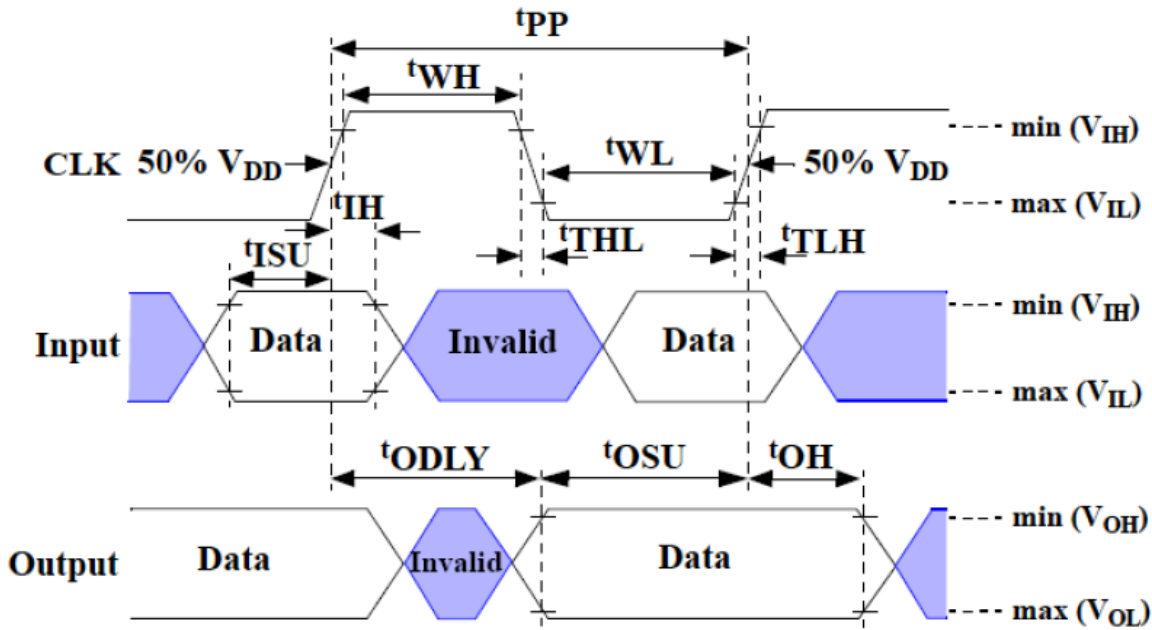 tPP
tWH
min (VIH)
CLK 50% VDD
tWL
50% VDD
max (VIL)
tIH
tISU
tTHL
tTLH
min (VIH)
Input
Data
Invalid
Data
max (VIL)
tODLY
tOSU
tOH
min (VOH)
Output
Data
Invalid
Data
max (VOL)